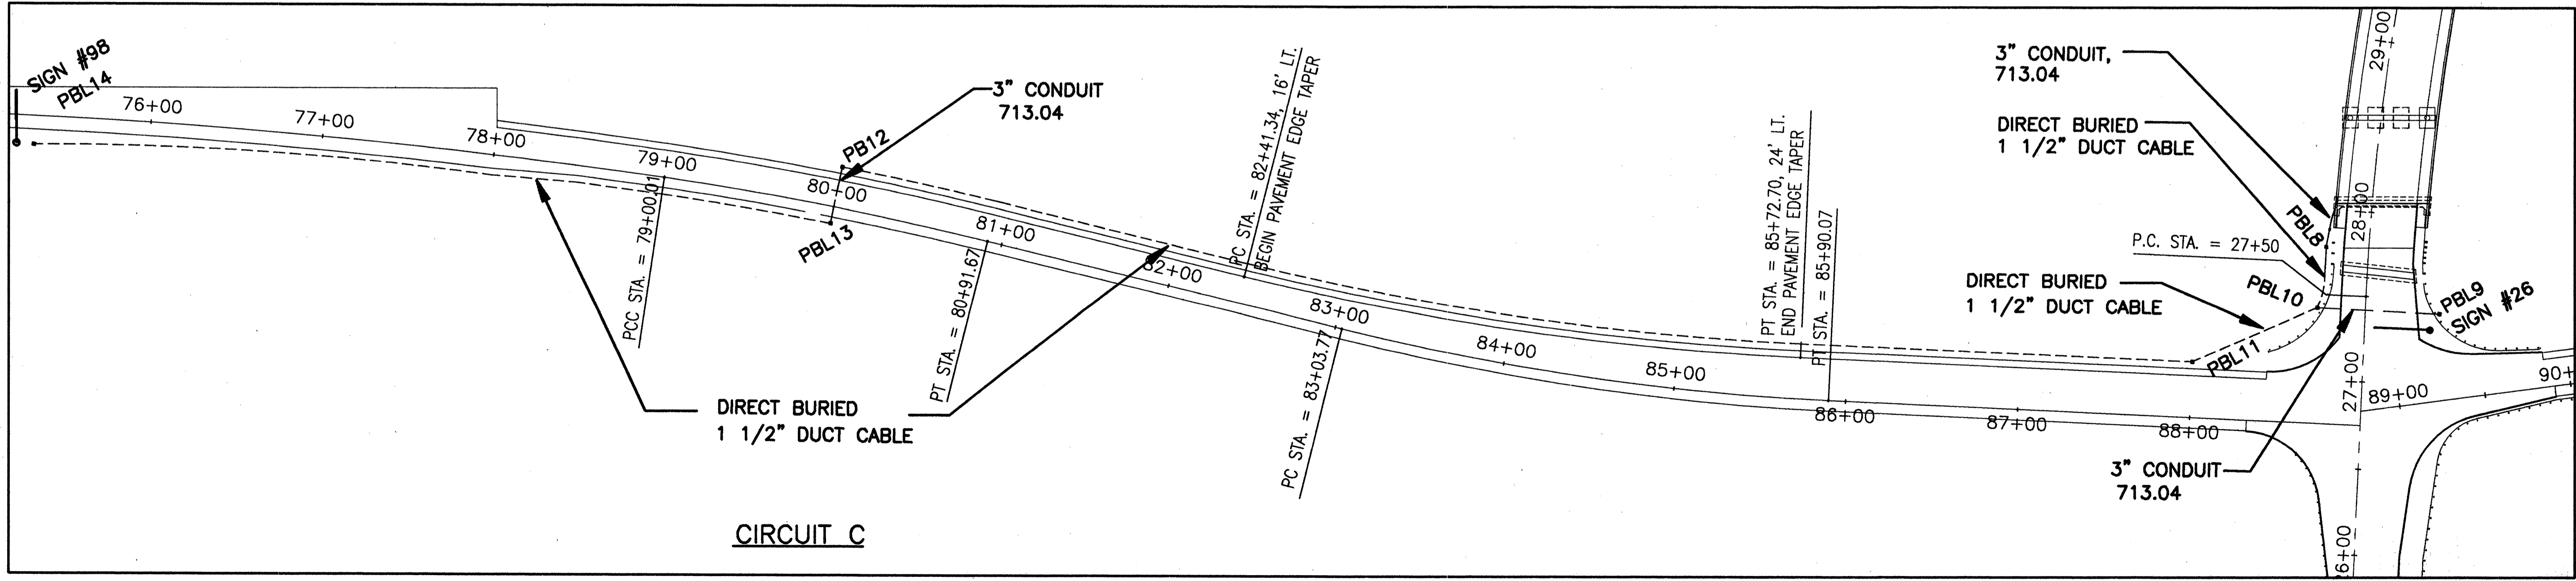 SIGN #98
PBL14
76+00
77+00
78+00
79+00
PCC STA. = 79+00.01
PB12
3" CONDUIT
713.04
80+00
PBL13
81+00
PT STA. = 80+91.67
82+00
PC STA. = 82+41.34, 16' LT.
BEGIN PAVEMENT EDGE TAPER
83+00
PC STA. = 83+03.77
84+00
85+00
PT STA. = 85+72.70, 24' LT.
END PAVEMENT EDGE TAPER
PT STA. = 85+90.07
86+00
87+00
88+00
DIRECT BURIED
1 1/2" DUCT CABLE
CIRCUIT C
3" CONDUIT,
713.04
DIRECT BURIED
1 1/2" DUCT CABLE
29+00
28+00
PBL8
P.C. STA. = 27+50
DIRECT BURIED
1 1/2" DUCT CABLE
PBL10
PBL9
SIGN #26
PBL11
27+00
89+00
90+
3" CONDUIT
713.04
6+00